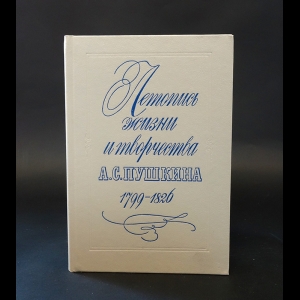 Летопись
жизни
и творчества
А.С.ПУШКИНА
1799-1826